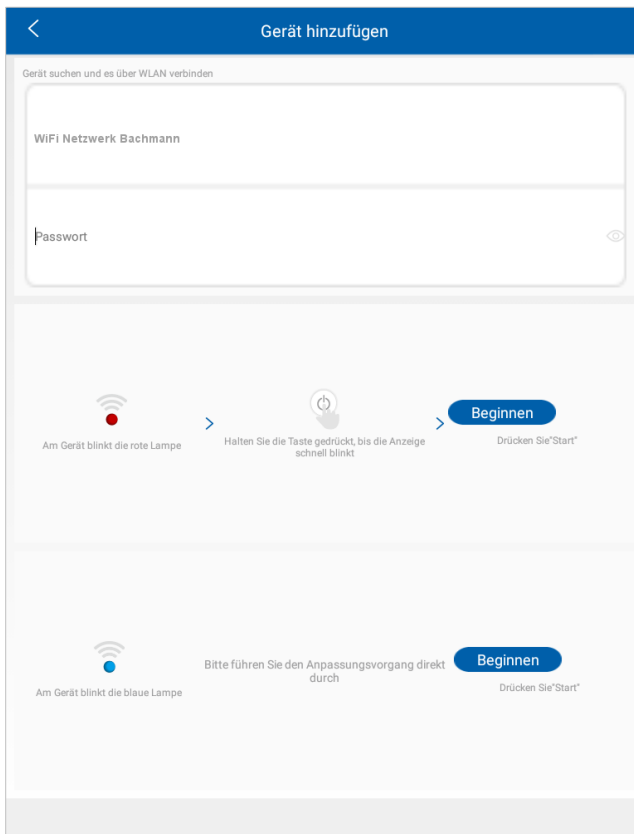 Gerät hinzufügen
Gerät suchen und es über WLAN verbinden
WiFi Netzwerk Bachmann
Passwort
Am Gerät blinkt die rote Lampe
Halten Sie die Taste gedrückt, bis die Anzeige
schnell blinkt
Beginnen
Drücken Sie"Start"
Am Gerät blinkt die blaue Lampe
Bitte führen Sie den Anpassungsvorgang direkt
durch
Beginnen
Drücken Sie"Start"